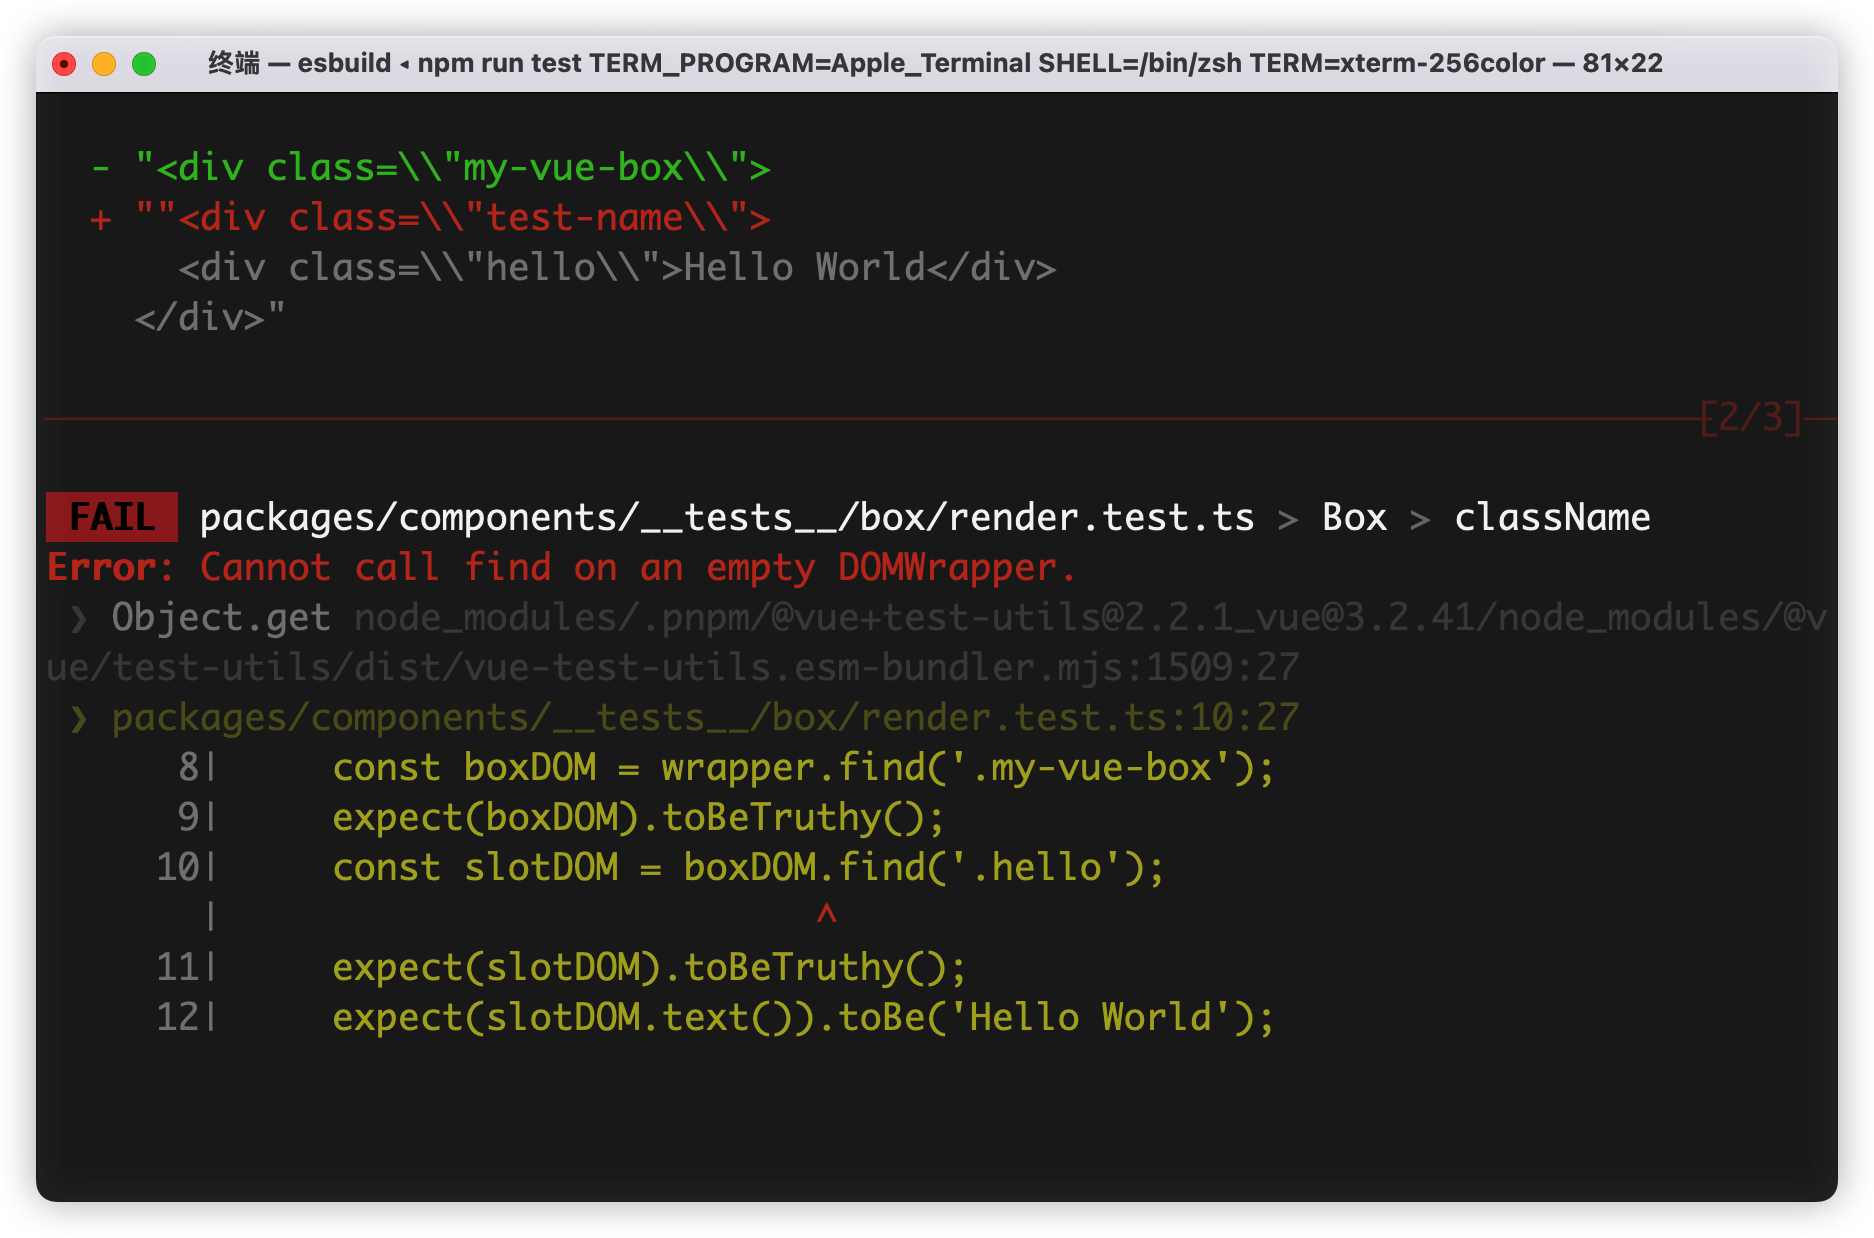 终端 — esbuild ◂ npm run test TERM_PROGRAM=Apple_Terminal SHELL=/bin/zsh TERM=xterm-256color — 81×22
- "<div class=\\"my-vue-box\\">
+ ""<div class=\\"test-name\\">
<div class=\\"hello\\">Hello World</div>
</div>"
[2/3]
FAIL packages/components/__tests__/box/render.test.ts > Box > className
Error: Cannot call find on an empty DOMWrapper.
❯ Object.get node_modules/.pnpm/@vue+test-utils@2.2.1_vue@3.2.41/node_modules/@v
ue/test-utils/dist/vue-test-utils.esm-bundler.mjs:1509:27
❯ packages/components/__tests__/box/render.test.ts:10:27
8| const boxDOM = wrapper.find('.my-vue-box');
9| expect(boxDOM).toBeTruthy();
10| const slotDOM = boxDOM.find('.hello');
| ^
11| expect(slotDOM).toBeTruthy();
12| expect(slotDOM.text()).toBe('Hello World');